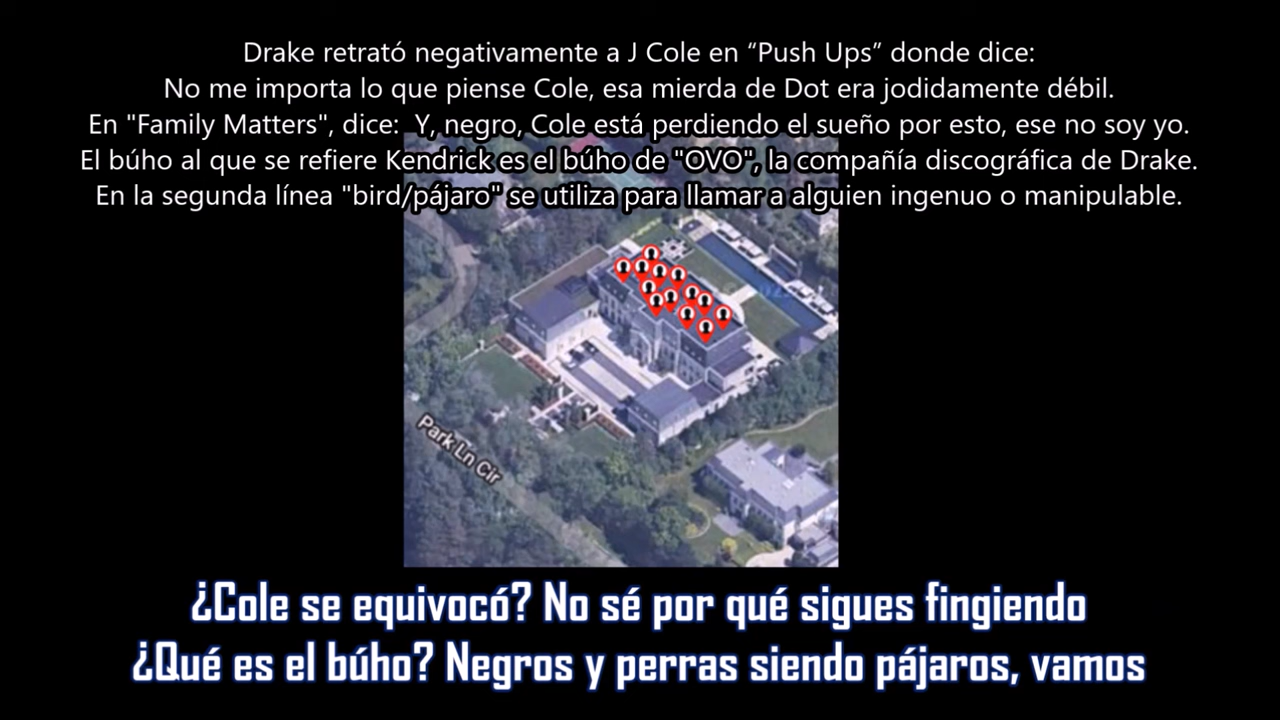 Drake retrató negativamente a J Cole en “Push Ups” donde dice:
No me importa lo que piense Cole, esa mierda de Dot era jodidamente débil.
En "Family Matters", dice:  Y, negro, Cole está perdiendo el sueño por esto, ese no soy yo.
El búho al que se refiere Kendrick es el búho de "OVO", la compañía discográfica de Drake.
En la segunda línea "bird/pájaro" se utiliza para llamar a alguien ingenuo o manipulable.
Park Ln Cir
¿Cole se equivocó? No sé por qué sigues fingiendo
¿Qué es el búho? Negros y perras siendo pájaros, vamos